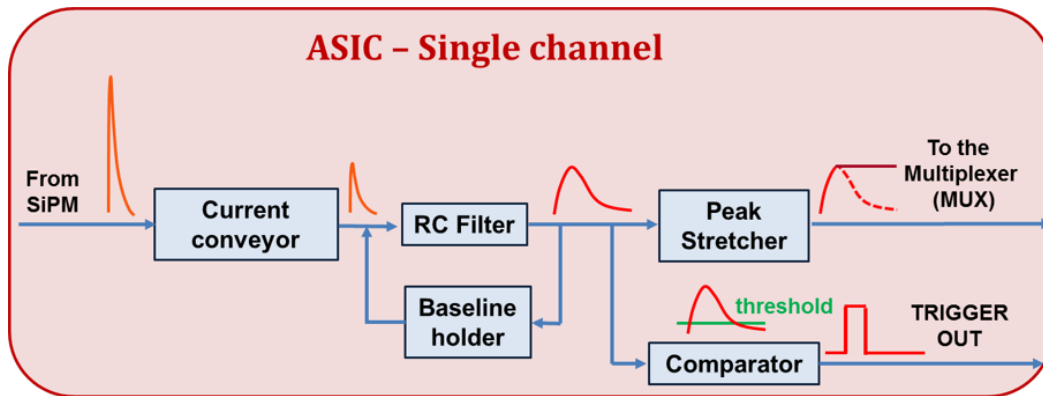 ASIC – Single channel
From
SiPM
Current
conveyor
RC Filter
Baseline
holder
Peak
Stretcher
To the
Multiplexer
(MUX)
threshold
Comparator
TRIGGER
OUT